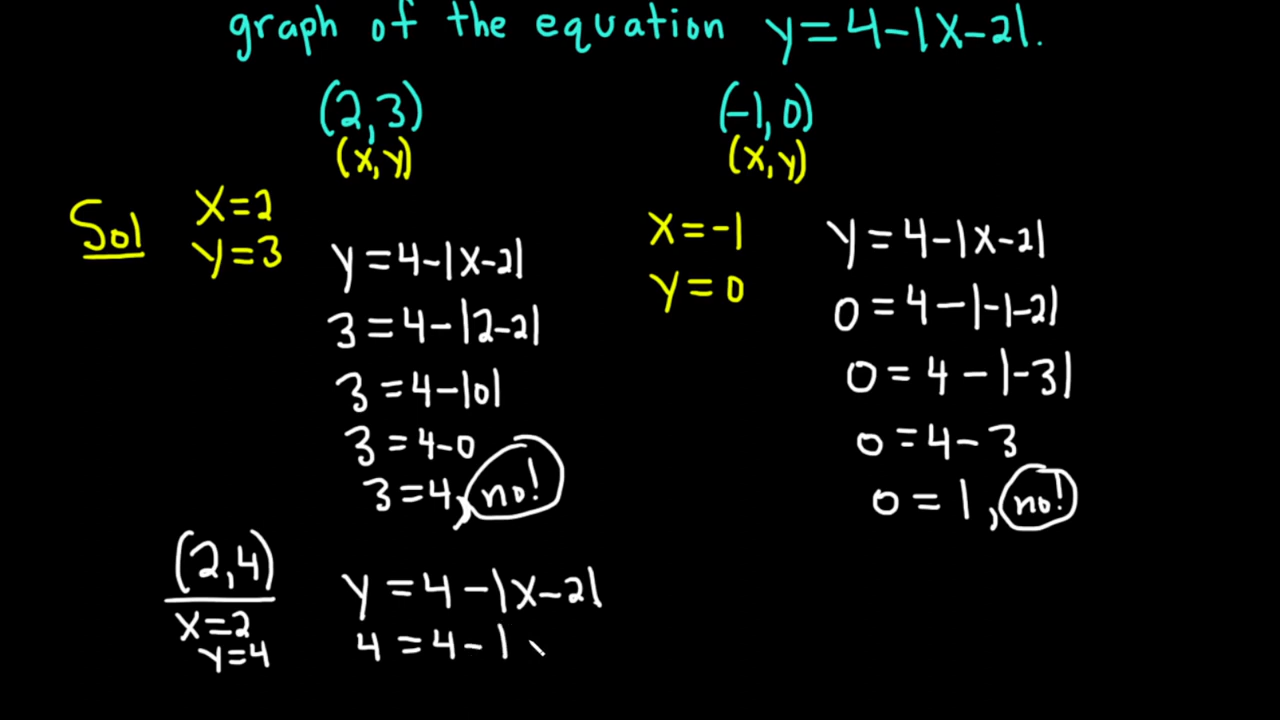 graph of the equation y=4-|x-2|.
(2,3)
(x,y)
(-1,0)
(x,y)
Sol
x=2
y=3
y=4-|x-2|
3=4-|2-2|
3=4-|0|
3=4-0
3=4, no!
x=-1
y=0
y=4-|x-2|
0=4-|-1-2|
0=4-|-3|
0=4-3
0=1, no!
(2,4)
x=2
y=4
y=4-|x-2|
4=4-|